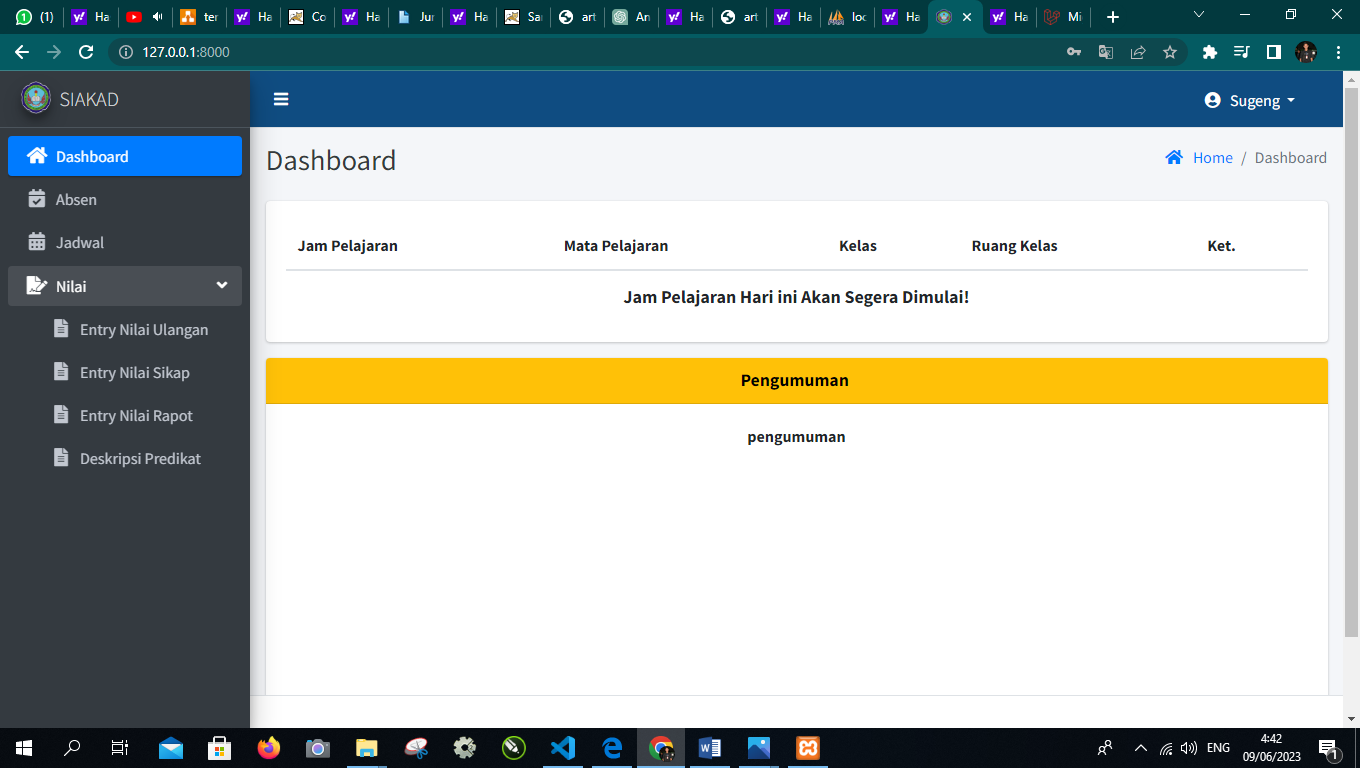 (1) Ha ter Ha Co Ha Jur Ha Sa art An Ha art Ha loc Ha Ha Mi
127.0.0.1:8000
SIAKAD
Sugeng
Dashboard
Home / Dashboard
Dashboard
Absen
Jadwal
Nilai
Entry Nilai Ulangan
Entry Nilai Sikap
Entry Nilai Rapot
Deskripsi Predikat
Jam Pelajaran Mata Pelajaran Kelas Ruang Kelas Ket.
Jam Pelajaran Hari ini Akan Segera Dimulai!
Pengumuman
pengumuman
ENG
4:42
09/06/2023
1